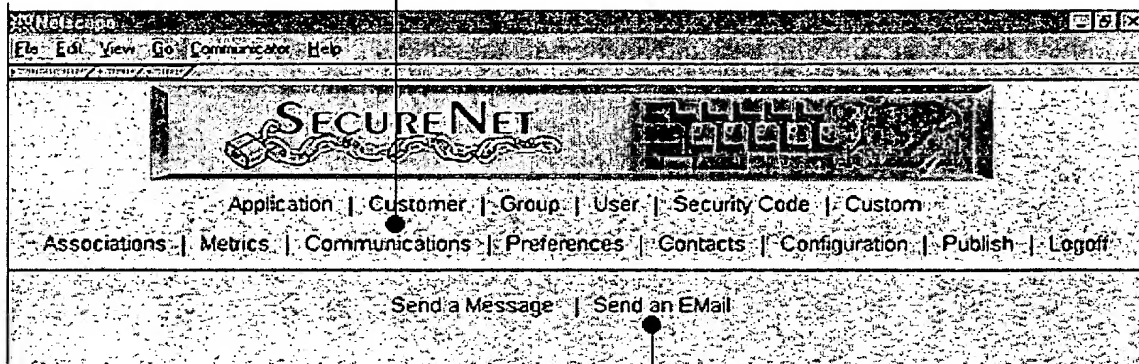 Netscape
File Edit View Go Communicator Help
SECURENET
Application | Customer | Group | User | Security Code | Custom
Associations | Metrics | Communications | Preferences | Contacts | Configuration | Publish | Logoff
Send a Message | Send an EMail